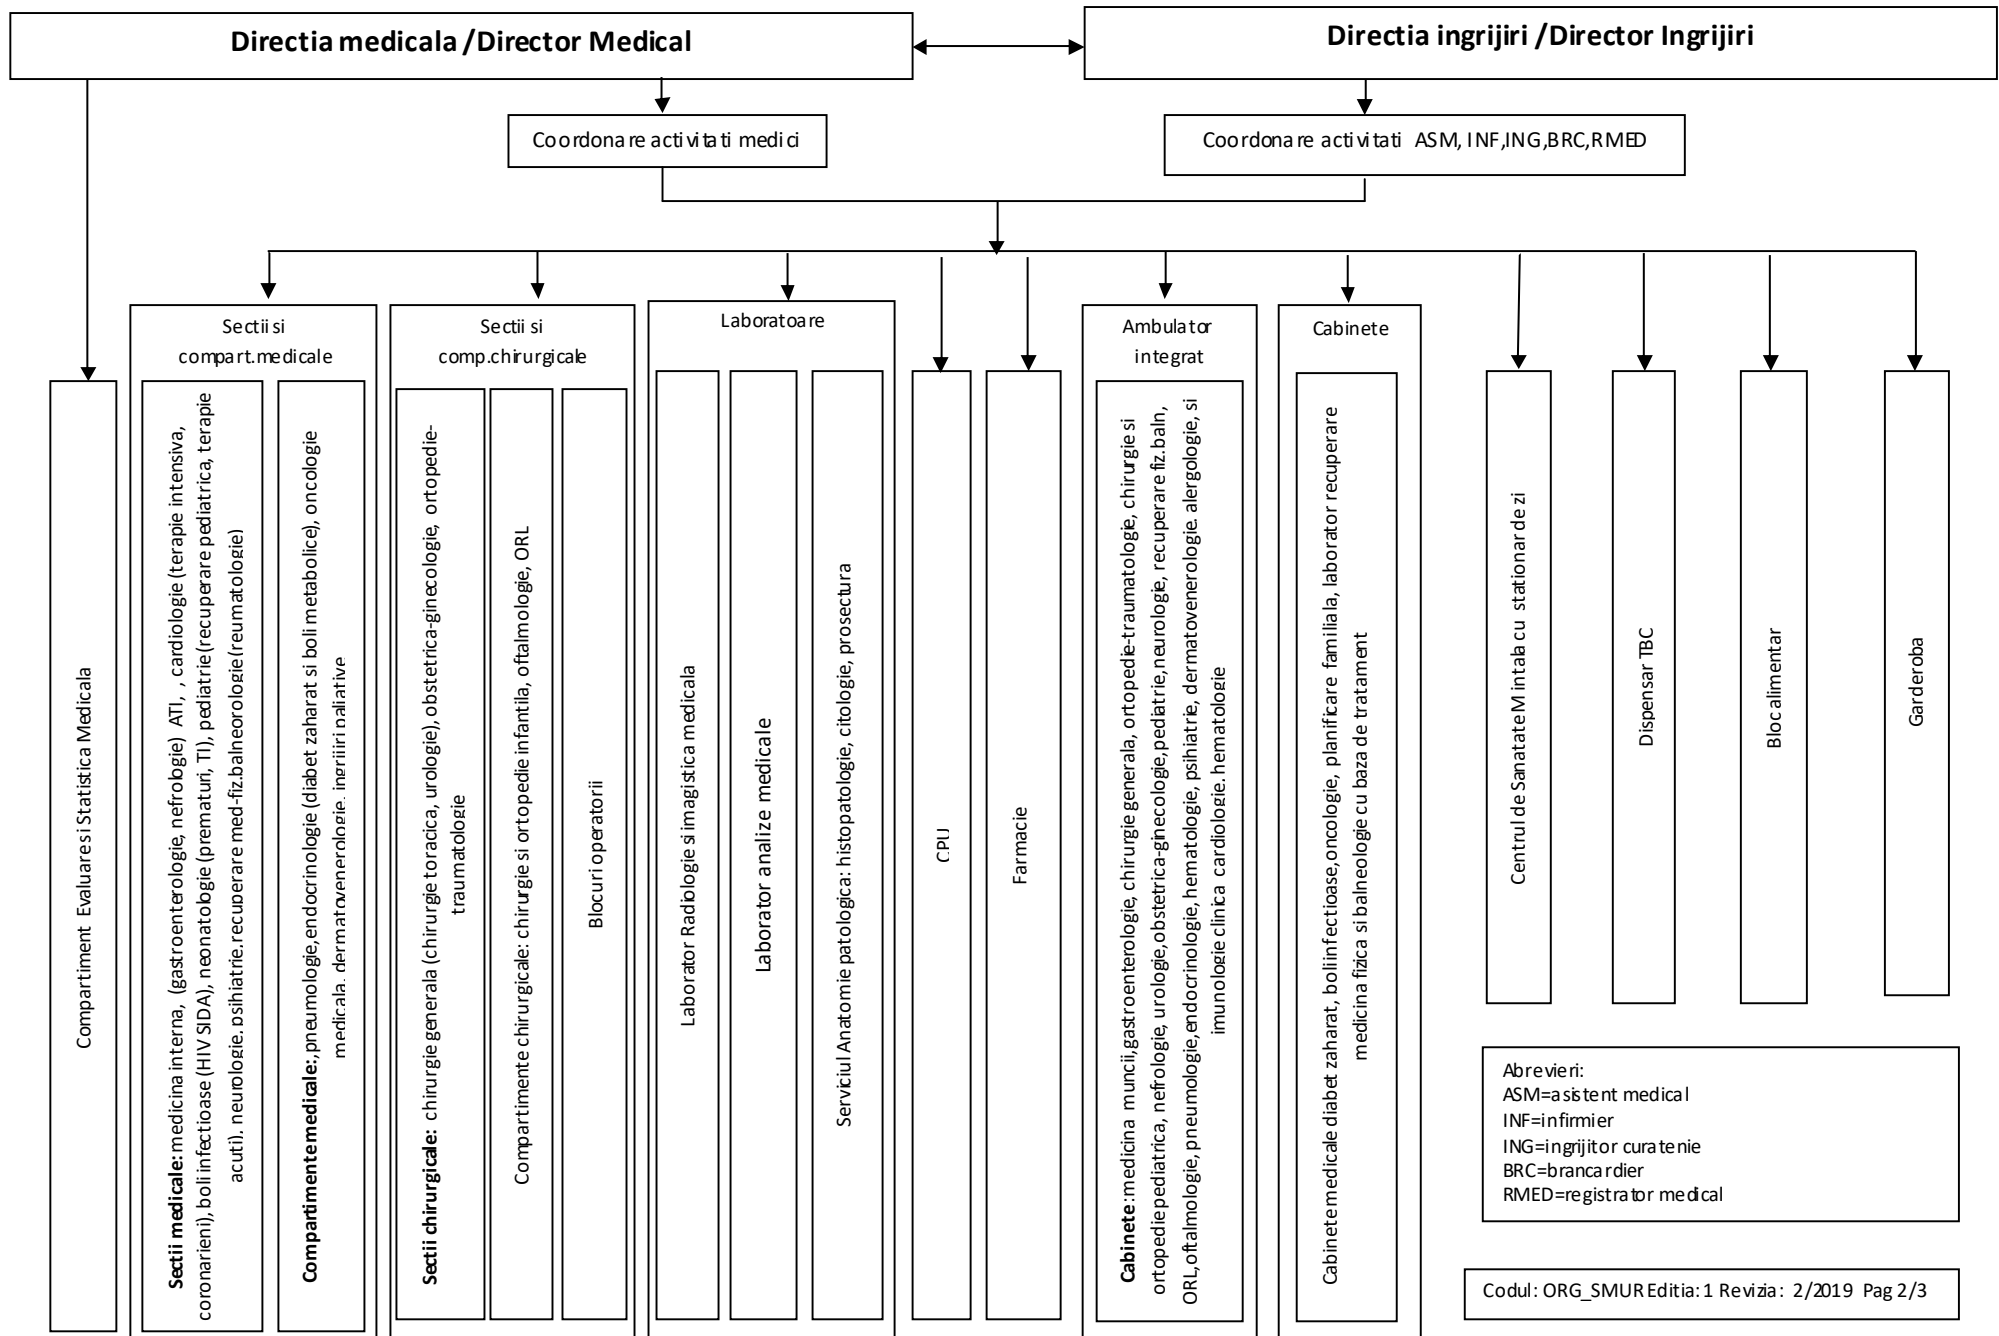 Directia medicala /Director Medical
Directia ingrijiri /Director Ingrijiri
Coordonare activitati medici
Coordonare activitati ASM, INF,ING,BRC,RMED
Compartiment Evaluare si Statistica Medicala
Sectii si
compart.medicale
Sectii medicale: medicina interna, (gastroenterologie, nefrologie) ATI, , cardiologie (terapie intensiva,
coronarieni), boli infectioase (HIV SIDA), neonatologie (prematuri, TI), pediatrie (recuperare pediatrica, terapie
acuti), neurologie, psihiatrie,recuperare med-fiz.balneorologie(reumatologie)
Compartimente medicale:,pneumologie,endocrinologie (diabet zaharat si boli metabolice), oncologie
medicala, dermatovenerologie, ingrijiri paliative
Sectii si
comp.chirurgicale
Sectii chirurgicale: chirurgie generala (chirurgie toracica, urologie), obstetrica-ginecologie, ortopedie-
traumatologie
Compartimente chirurgicale: chirurgie si ortopedie infantila, oftalmologie, ORL
Blocuri operatorii
Laboratoare
Laborator Radiologie si imagistica medicala
Laborator analize medicale
Serviciul Anatomie patologica: histopatologie, citologie, prosectura
CPU
Farmacie
Ambulator
integrat
Cabinete:medicina muncii,gastroenterologie, chirurgie generala, ortopedie-traumatologie, chirurgie si
ortopedie pediatrica, nefrologie, urologie,obstetrica-ginecologie,pediatrie,neurologie, recuperare fiz.baln,
ORL,oftalmologie, pneumologie,endocrinologie,hematologie, psihiatrie, dermatovenerologie. alergologie, si
imunologie clinica cardiologie. hematologie
Cabinete
Cabinete medicale diabet zaharat, boli infectioase,oncologie, planificare familiala, laborator recuperare
medicina fizica si balneologie cu baza de tratament
Centrul de Sanatate Mintala cu stationar de zi
Dispensar TBC
Bloc alimentar
Garderoba
Abrevieri:
ASM=asistent medical
INF=infirmier
ING=ingrijitor curatenie
BRC=brancardier
RMED=registrator medical
Codul: ORG_SMUR Editia: 1 Revizia: 2/2019 Pag 2/3